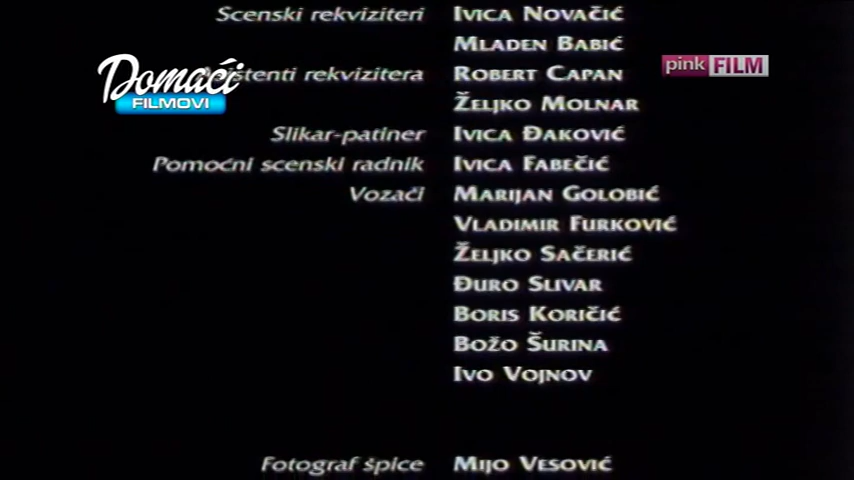 Scenski rekviziteri IVICA NOVAČIĆ
MLADEN BABIĆ
Domaći
FILMOVI
pink FILM
rekvizitera ROBERT CAPAN
ŽELJKO MOLNAR
Slikar-patiner IVICA ĐAKOVIĆ
Pomoćni scenski radnik IVICA FABEČIĆ
Vozači MARIJAN GOLOBIĆ
VLADIMIR FURKOVIĆ
ŽELJKO SAČERIĆ
ĐURO SLIVAR
BORIS KORIČIĆ
BOŽO ŠURINA
IVO VOJNOV
Fotograf špice MIJO VESOVIĆ